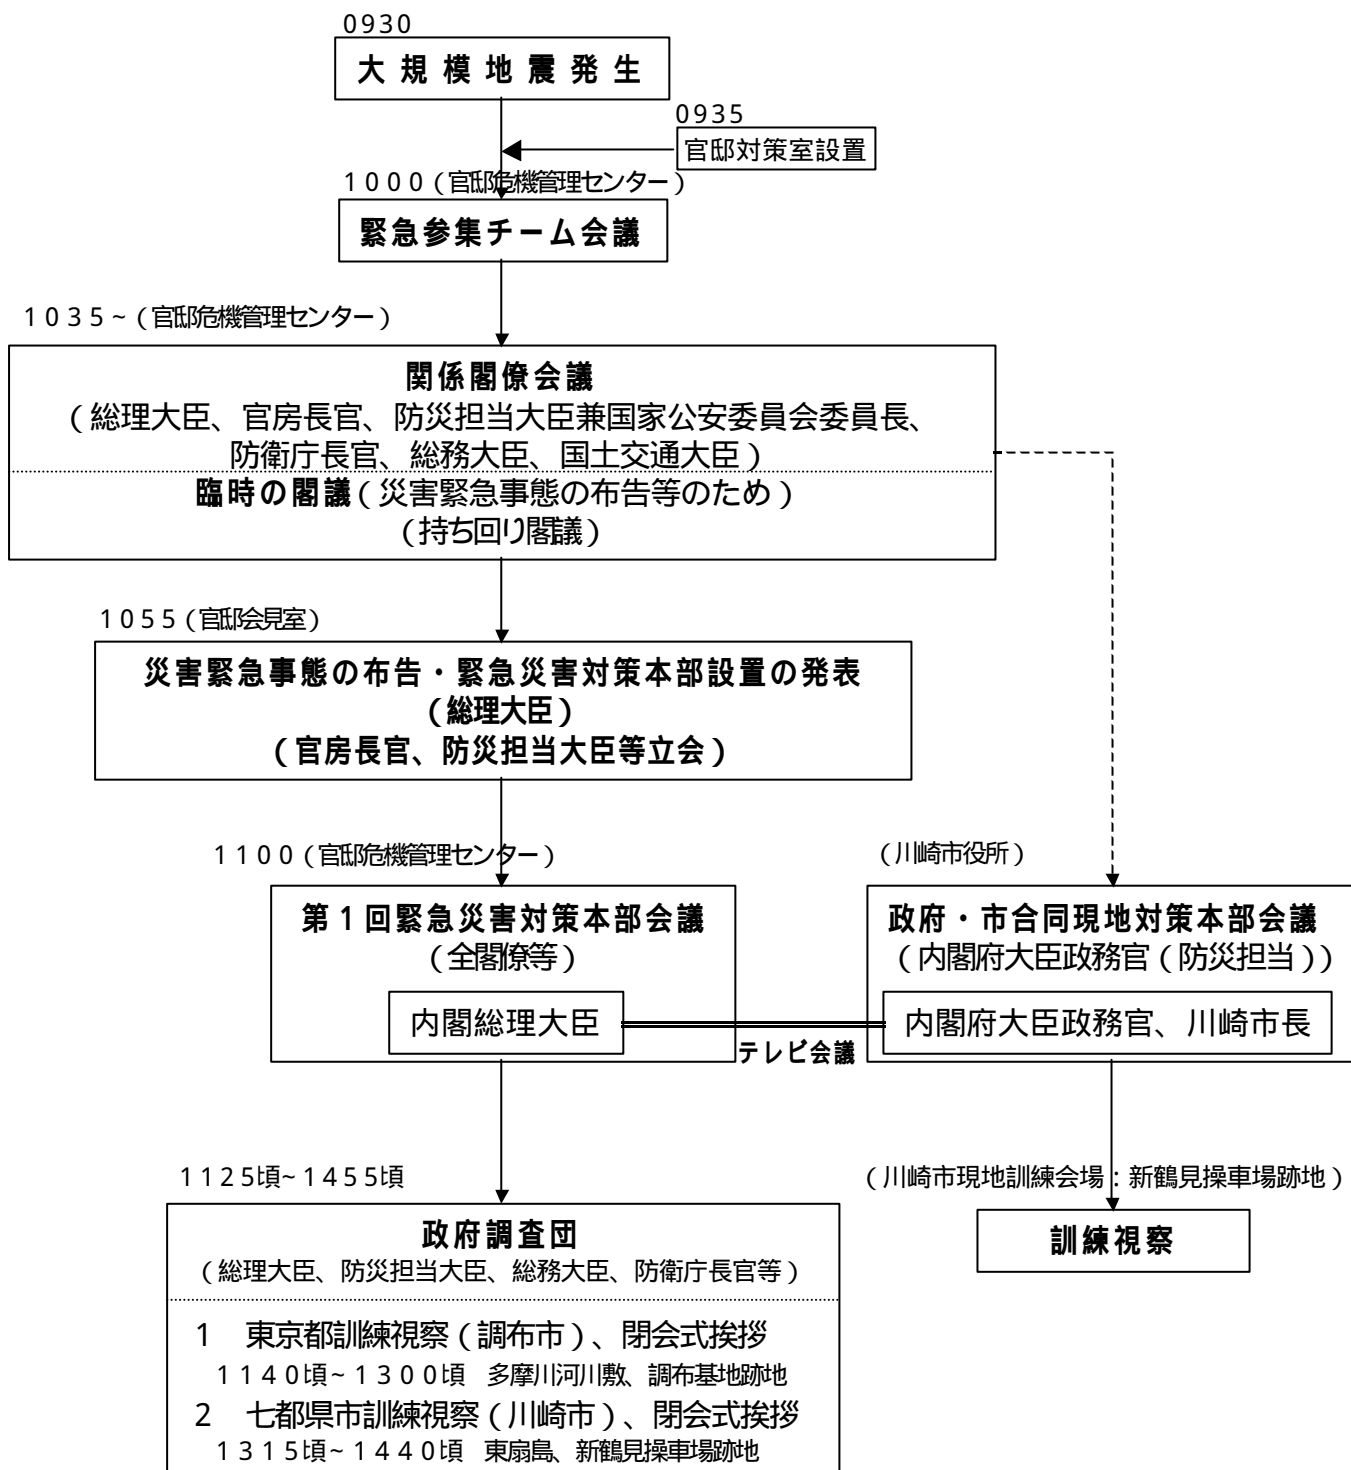 0930
大規模地震発生
0935
官邸対策室設置
1000(官邸危機管理センター)
緊急参集チーム会議
1035~(官邸危機管理センター)
関係閣僚会議
(総理大臣、官房長官、防災担当大臣兼国家公安委員会委員長、
防衛庁長官、総務大臣、国土交通大臣)
臨時の閣議(災害緊急事態の布告等のため)
(持ち回り閣議)
1055(官邸会見室)
災害緊急事態の布告・緊急災害対策本部設置の発表
(総理大臣)
(官房長官、防災担当大臣等立会)
1100(官邸危機管理センター)
第1回緊急災害対策本部会議
(全閣僚等)
内閣総理大臣
テレビ会議
(川崎市役所)
政府・市合同現地対策本部会議
(内閣府大臣政務官(防災担当))
内閣府大臣政務官、川崎市長
1125頃~1455頃
政府調査団
(総理大臣、防災担当大臣、総務大臣、防衛庁長官等)
1 東京都訓練視察(調布市)、閉会式挨拶
1140頃~1300頃 多摩川河川敷、調布基地跡地
2 七都県市訓練視察(川崎市)、閉会式挨拶
1315頃~1440頃 東扇島、新鶴見操車場跡地
(川崎市現地訓練会場:新鶴見操車場跡地)
訓練視察